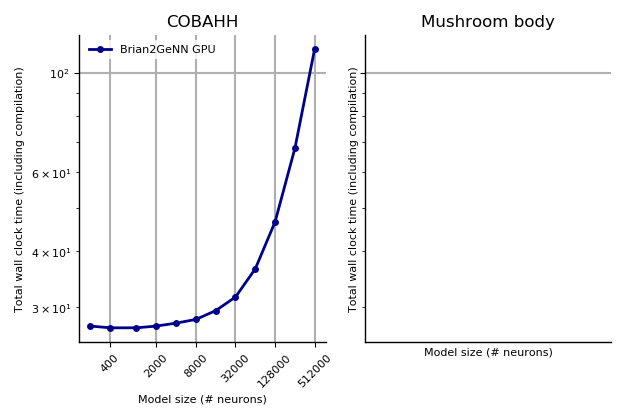 COBAHH
Mushroom body
Brian2GeNN GPU
Total wall clock time (including compilation)
10²
6 × 10¹
4 × 10¹
3 × 10¹
400
2000
8000
32000
128000
512000
Model size (# neurons)
Total wall clock time (including compilation)
Model size (# neurons)